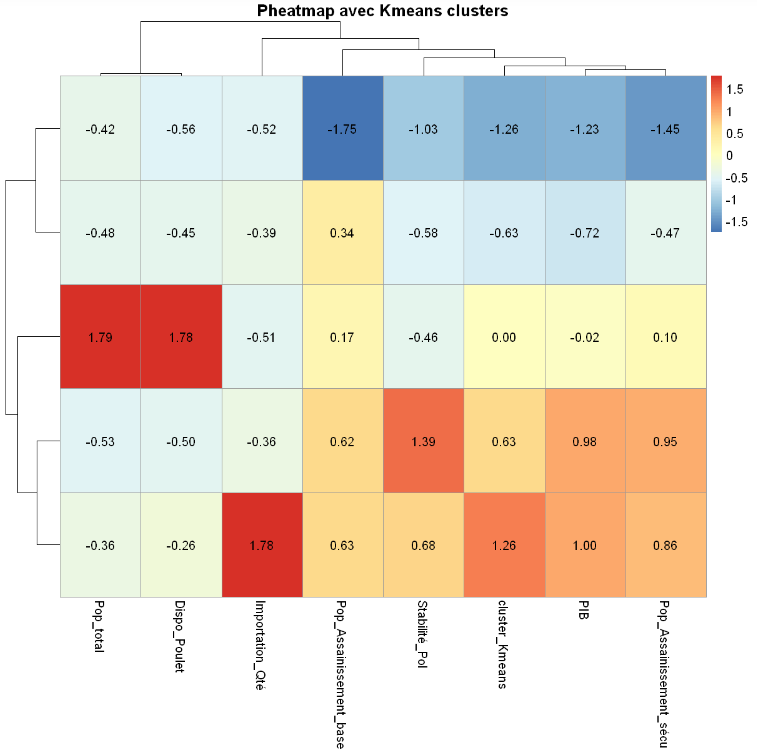 Pheatmap avec Kmeans clusters
-0.42 -0.56 -0.52 -1.75 -1.03 -1.26 -1.23 -1.45
-0.48 -0.45 -0.39 0.34 -0.58 -0.63 -0.72 -0.47
1.79 1.78 -0.51 0.17 -0.46 0.00 -0.02 0.10
-0.53 -0.50 -0.36 0.62 1.39 0.63 0.98 0.95
-0.36 -0.26 1.78 0.63 0.68 1.26 1.00 0.86
Pop_total
Dispo_Poulet
Importation_Qté
Pop_Assainissement_base
Stabilité_Pol
cluster_Kmeans
PIB
Pop_Assainissement_sécu
1.5
1
0.5
0
-0.5
-1
-1.5